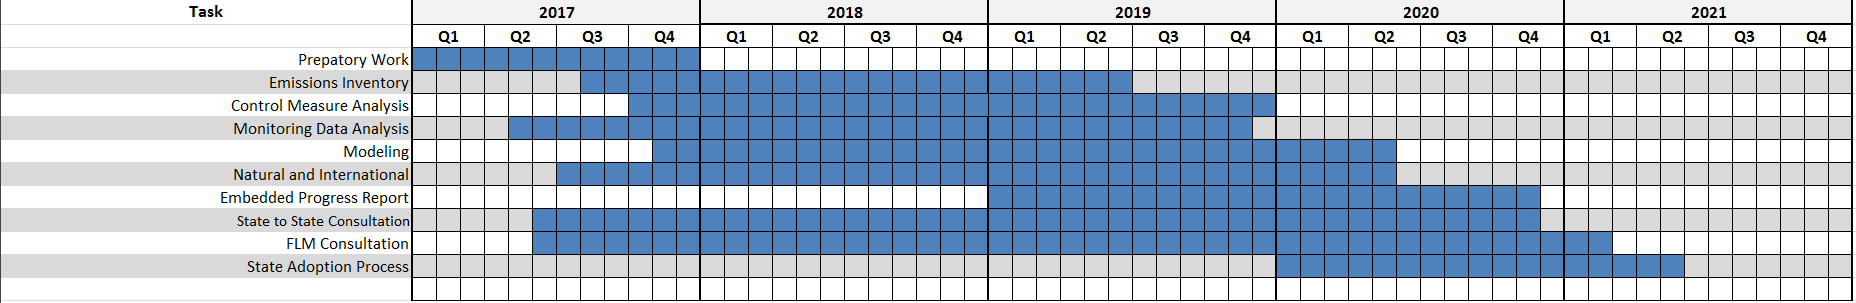 Task 2017 2018 2019 2020 2021
Q1 Q2 Q3 Q4 Q1 Q2 Q3 Q4 Q1 Q2 Q3 Q4 Q1 Q2 Q3 Q4 Q1 Q2 Q3 Q4
Prepatory Work
Emissions Inventory
Control Measure Analysis
Monitoring Data Analysis
Modeling
Natural and International
Embedded Progress Report
State to State Consultation
FLM Consultation
State Adoption Process